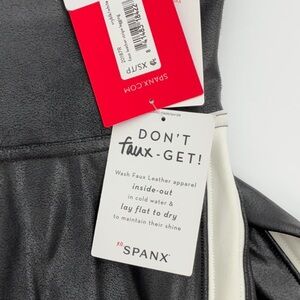 XS/TP
SPANX.COM
DON'T
faux-GET!
Wash Faux Leather apparel
inside-out
in cold water &
lay flat to dry
to maintain their shine
xo
SPANX®